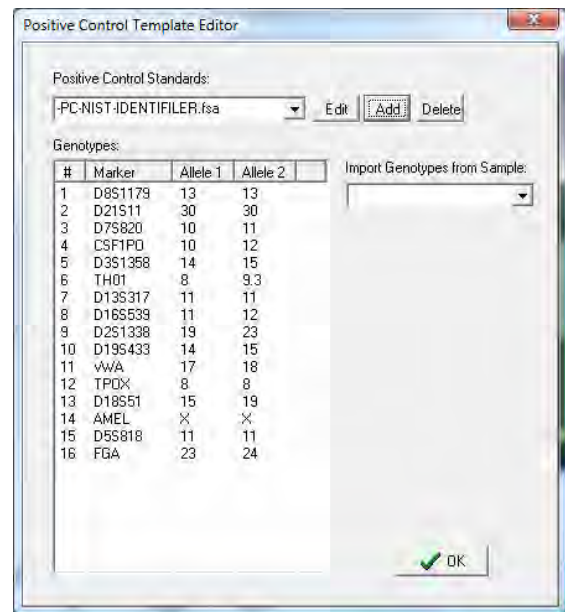 Positive Control Template Editor
Positive Control Standards:
-PC-NIST-IDENTIFILER.fsa Edit Add Delete
Genotypes:
Import Genotypes from Sample:
# Marker Allele 1 Allele 2
1 D8S1179 13 13
2 D21S11 30 30
3 D7S820 10 11
4 CSF1PO 10 12
5 D3S1358 14 15
6 TH01 8 9.3
7 D13S317 11 11
8 D16S539 11 12
9 D2S1338 19 23
10 D19S433 14 15
11 vWA 17 18
12 TPOX 8 8
13 D18S51 15 19
14 AMEL X X
15 D5S818 11 11
16 FGA 23 24
OK